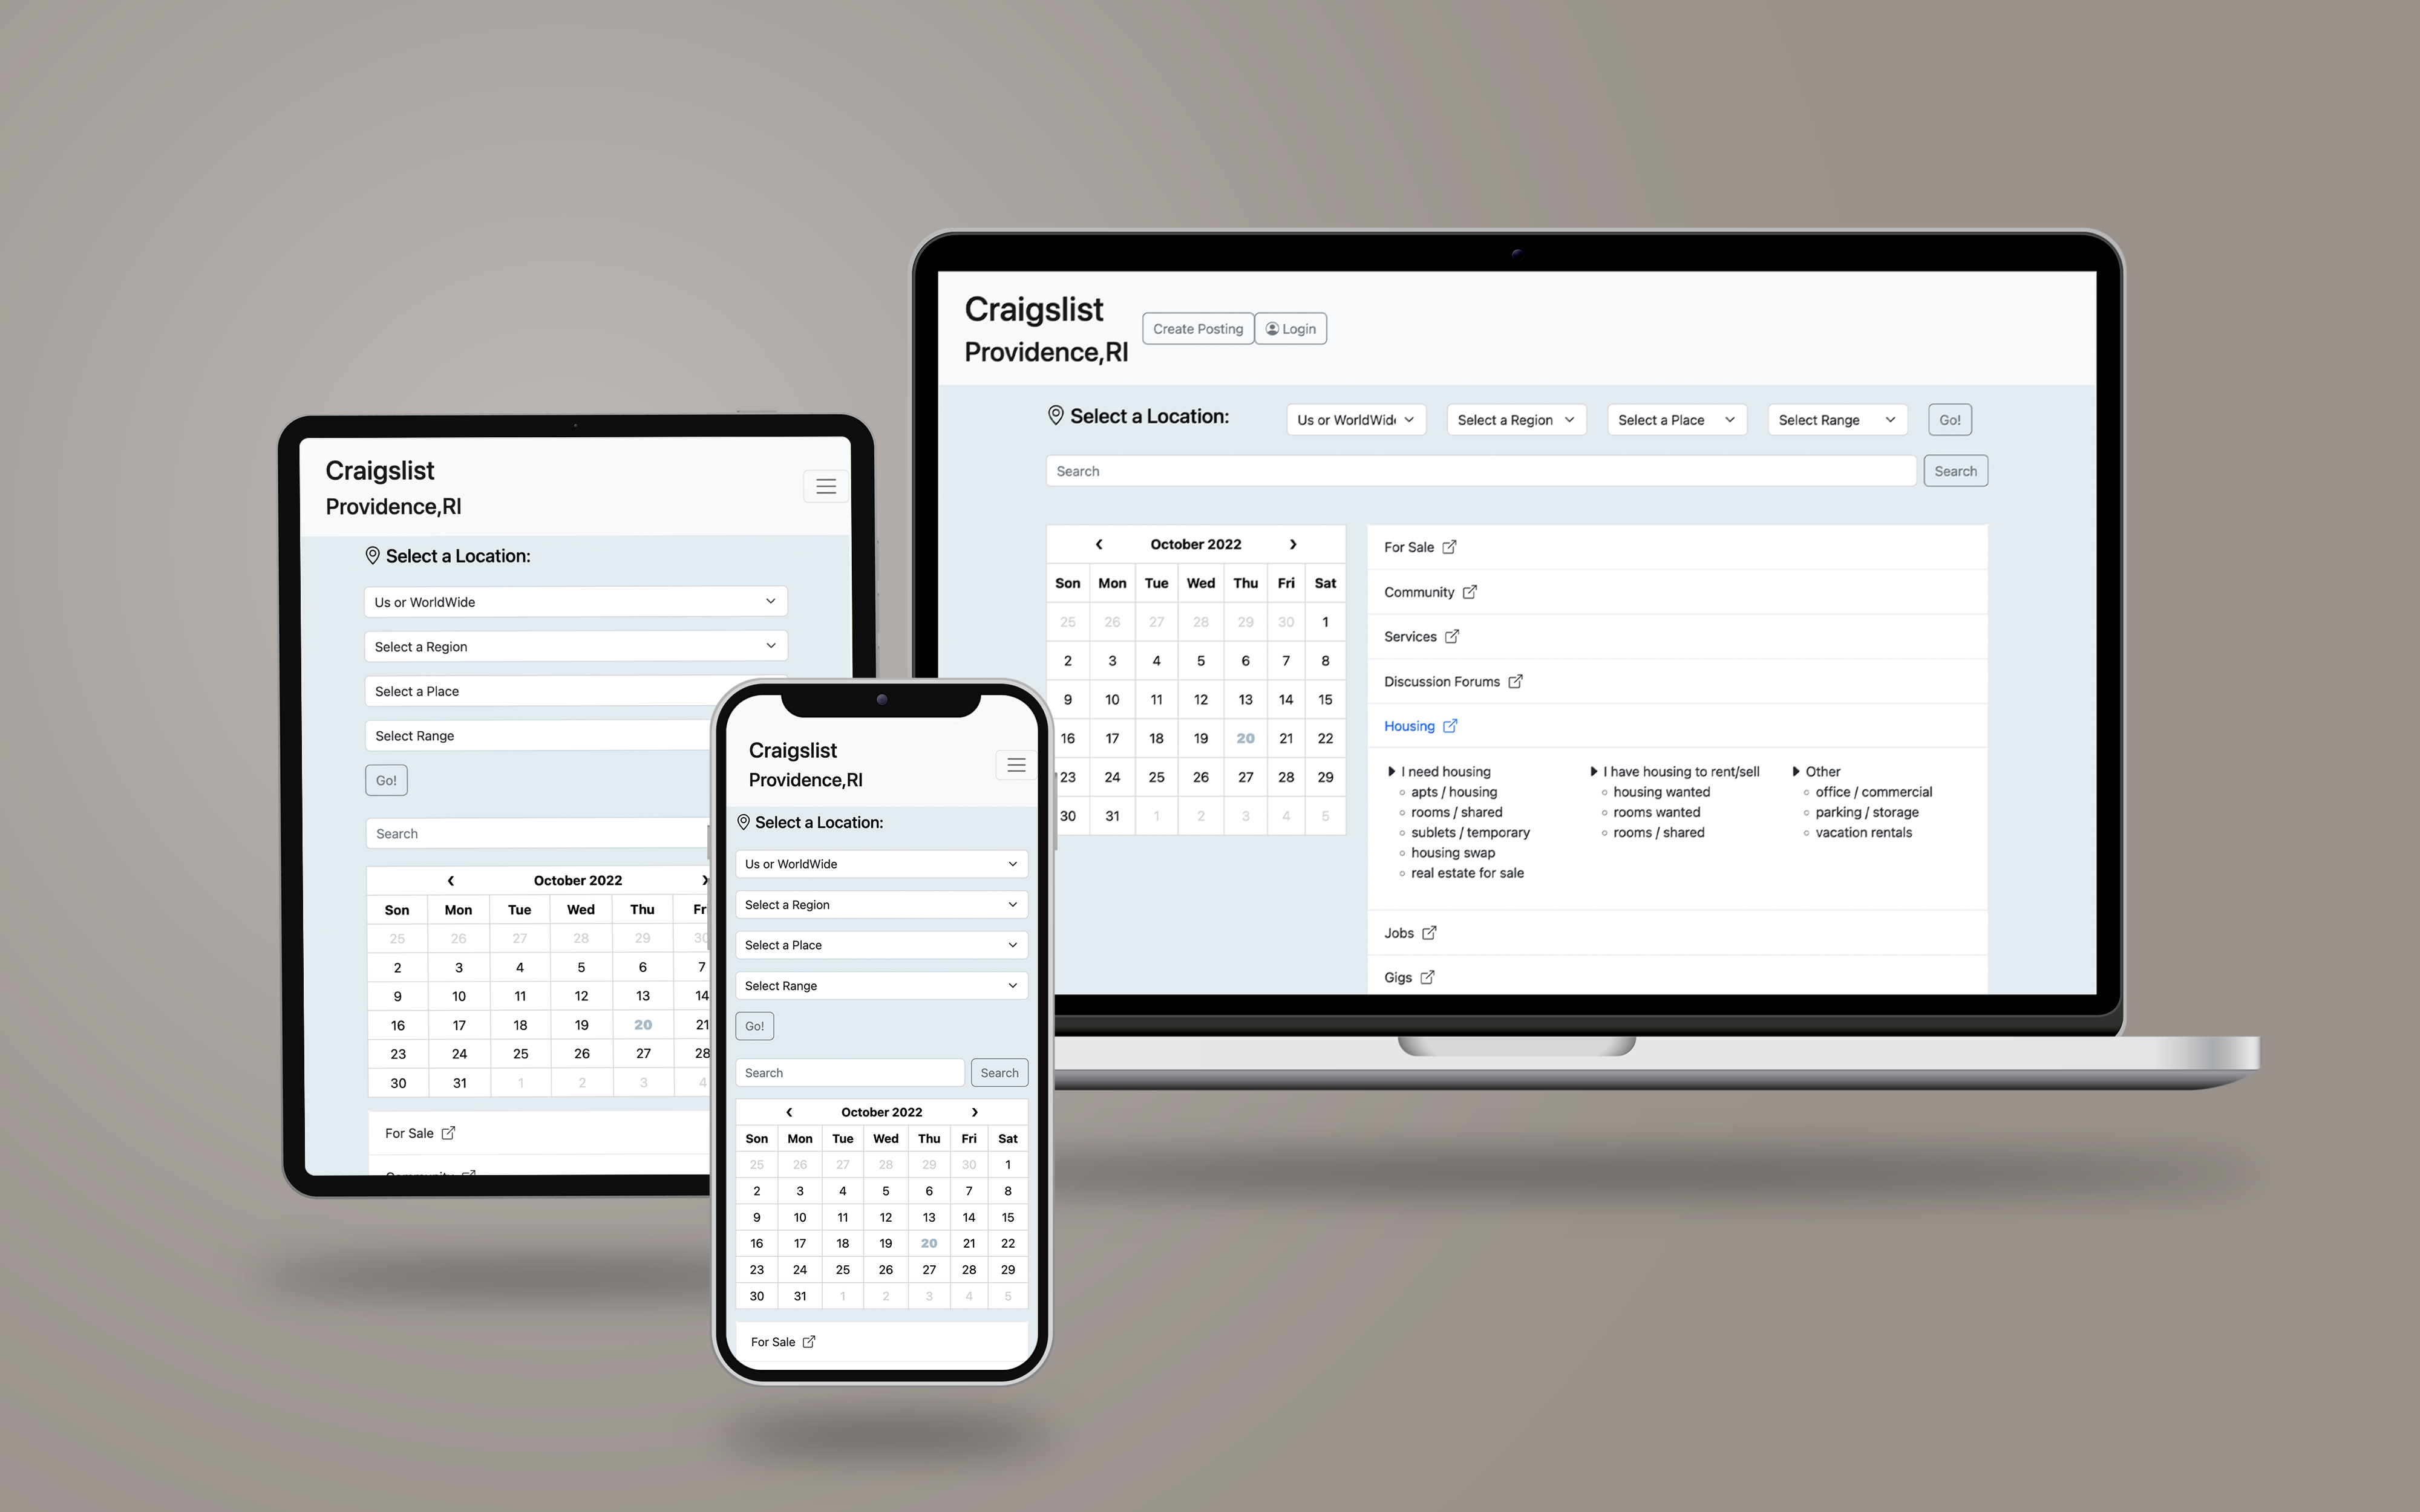 Craigslist
Providence,RI
Create Posting
Login
Select a Location:
Us or WorldWid
Select a Region
Select a Place
Select Range
Go!
Search
Search
October 2022
Son Mon Tue Wed Thu Fri Sat
25 26 27 28 29 30 1
2 3 4 5 6 7 8
9 10 11 12 13 14 15
16 17 18 19 20 21 22
23 24 25 26 27 28 29
30 31 1 2 3 4 5
For Sale
Community
Services
Discussion Forums
Housing
I need housing
apts / housing
rooms / shared
sublets / temporary
housing swap
real estate for sale
I have housing to rent/sell
housing wanted
rooms wanted
rooms / shared
Other
office / commercial
parking / storage
vacation rentals
Jobs
Gigs
Craigslist
Providence,RI
Select a Location:
Us or WorldWide
Select a Region
Select a Place
Select Range
Go!
Search
October 2022
Son Mon Tue Wed Thu Fr
25 26 27 28 29 30
2 3 4 5 6 7
9 10 11 12 13 14
16 17 18 19 20 21
23 24 25 26 27 28
30 31 1 2 3 4
For Sale
Community
Craigslist
Providence,RI
Select a Location:
Us or WorldWide
Select a Region
Select a Place
Select Range
Go!
Search
Search
October 2022
Son Mon Tue Wed Thu Fri Sat
25 26 27 28 29 30 1
2 3 4 5 6 7 8
9 10 11 12 13 14 15
16 17 18 19 20 21 22
23 24 25 26 27 28 29
30 31 1 2 3 4 5
For Sale